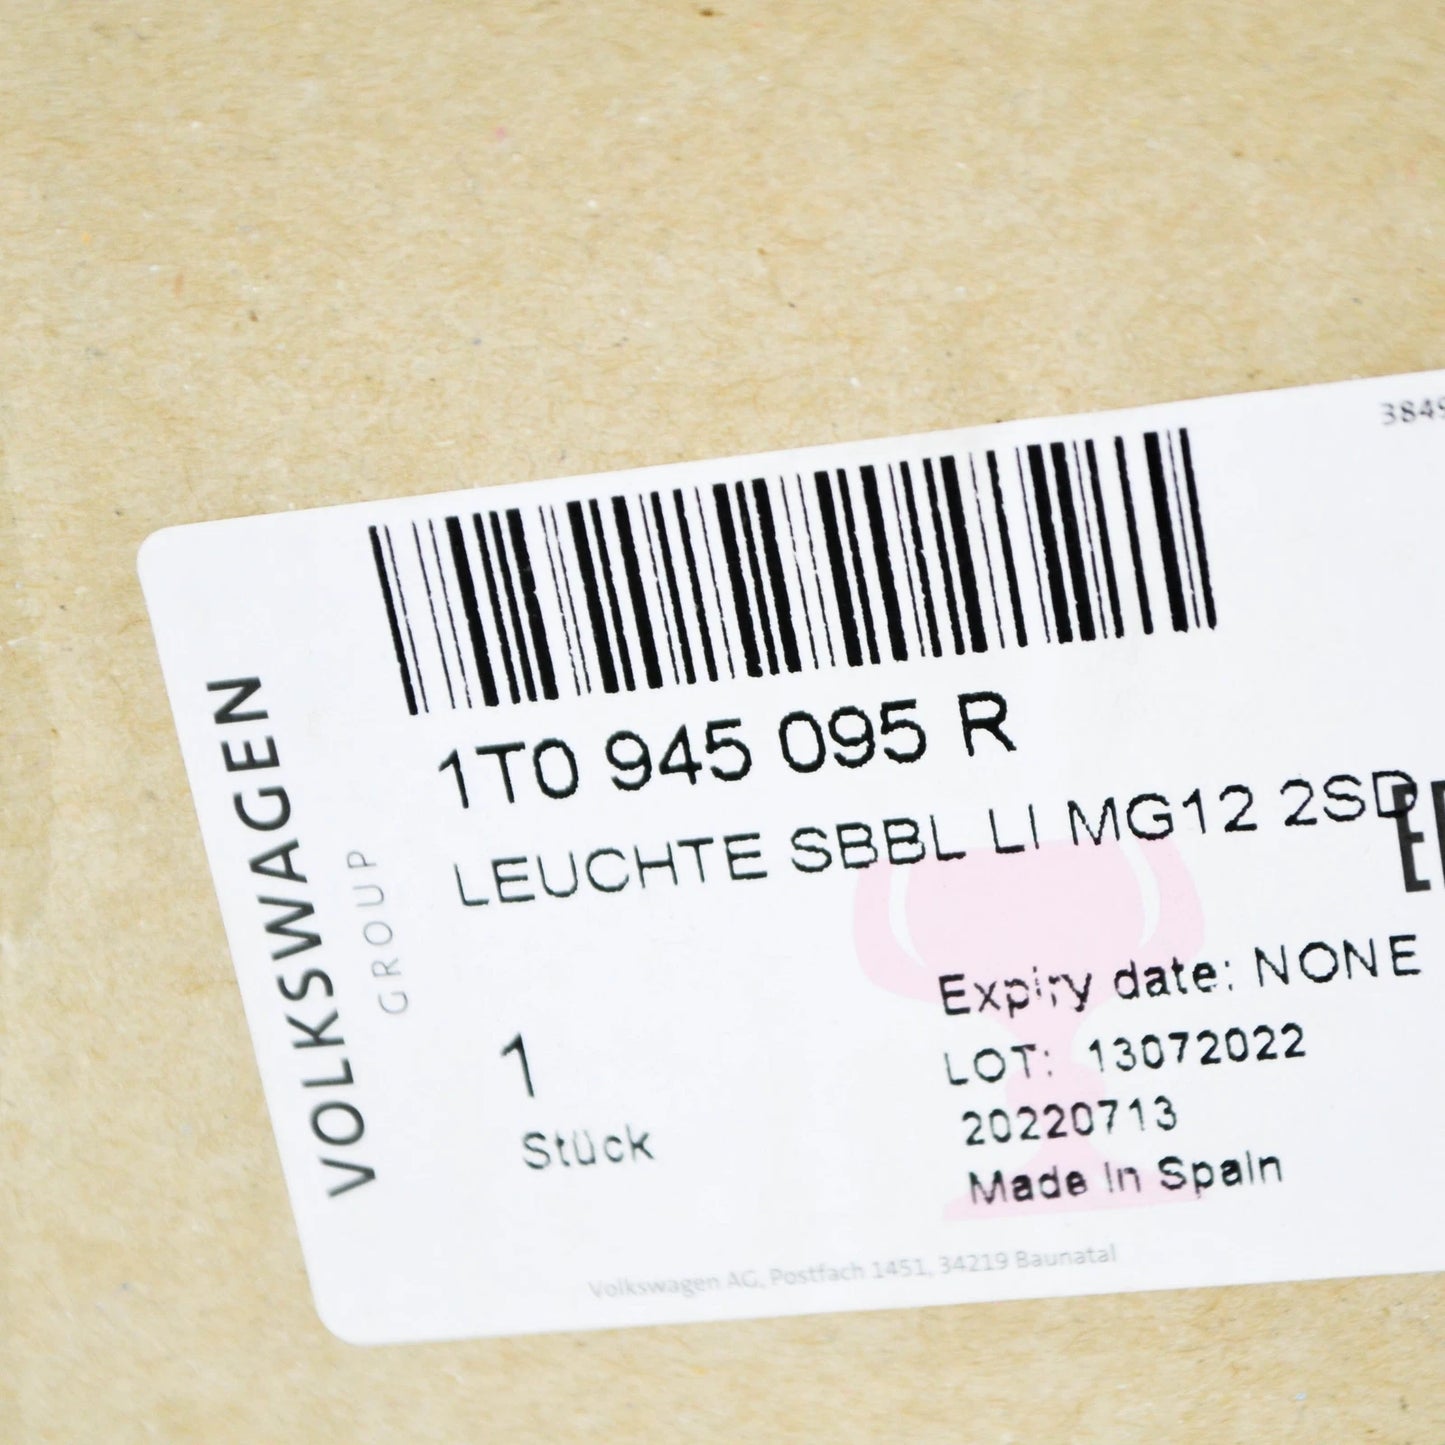 3849
1T0 945 095 R
LEUCHTE SBBL LI MG12 2SD
VOLKSWAGEN
GROUP
Expiry date: NONE
LOT: 13072022
1
20220713
Stück
Made In Spain
Volkswagen AG, Postfach 1451, 34219 Baunatal